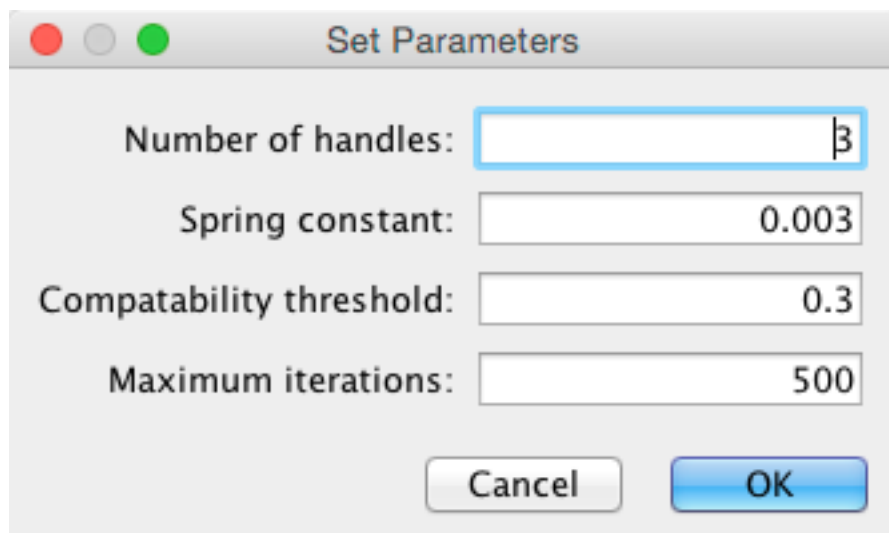 Set Parameters
Number of handles: 3
Spring constant: 0.003
Compatability threshold: 0.3
Maximum iterations: 500
Cancel OK